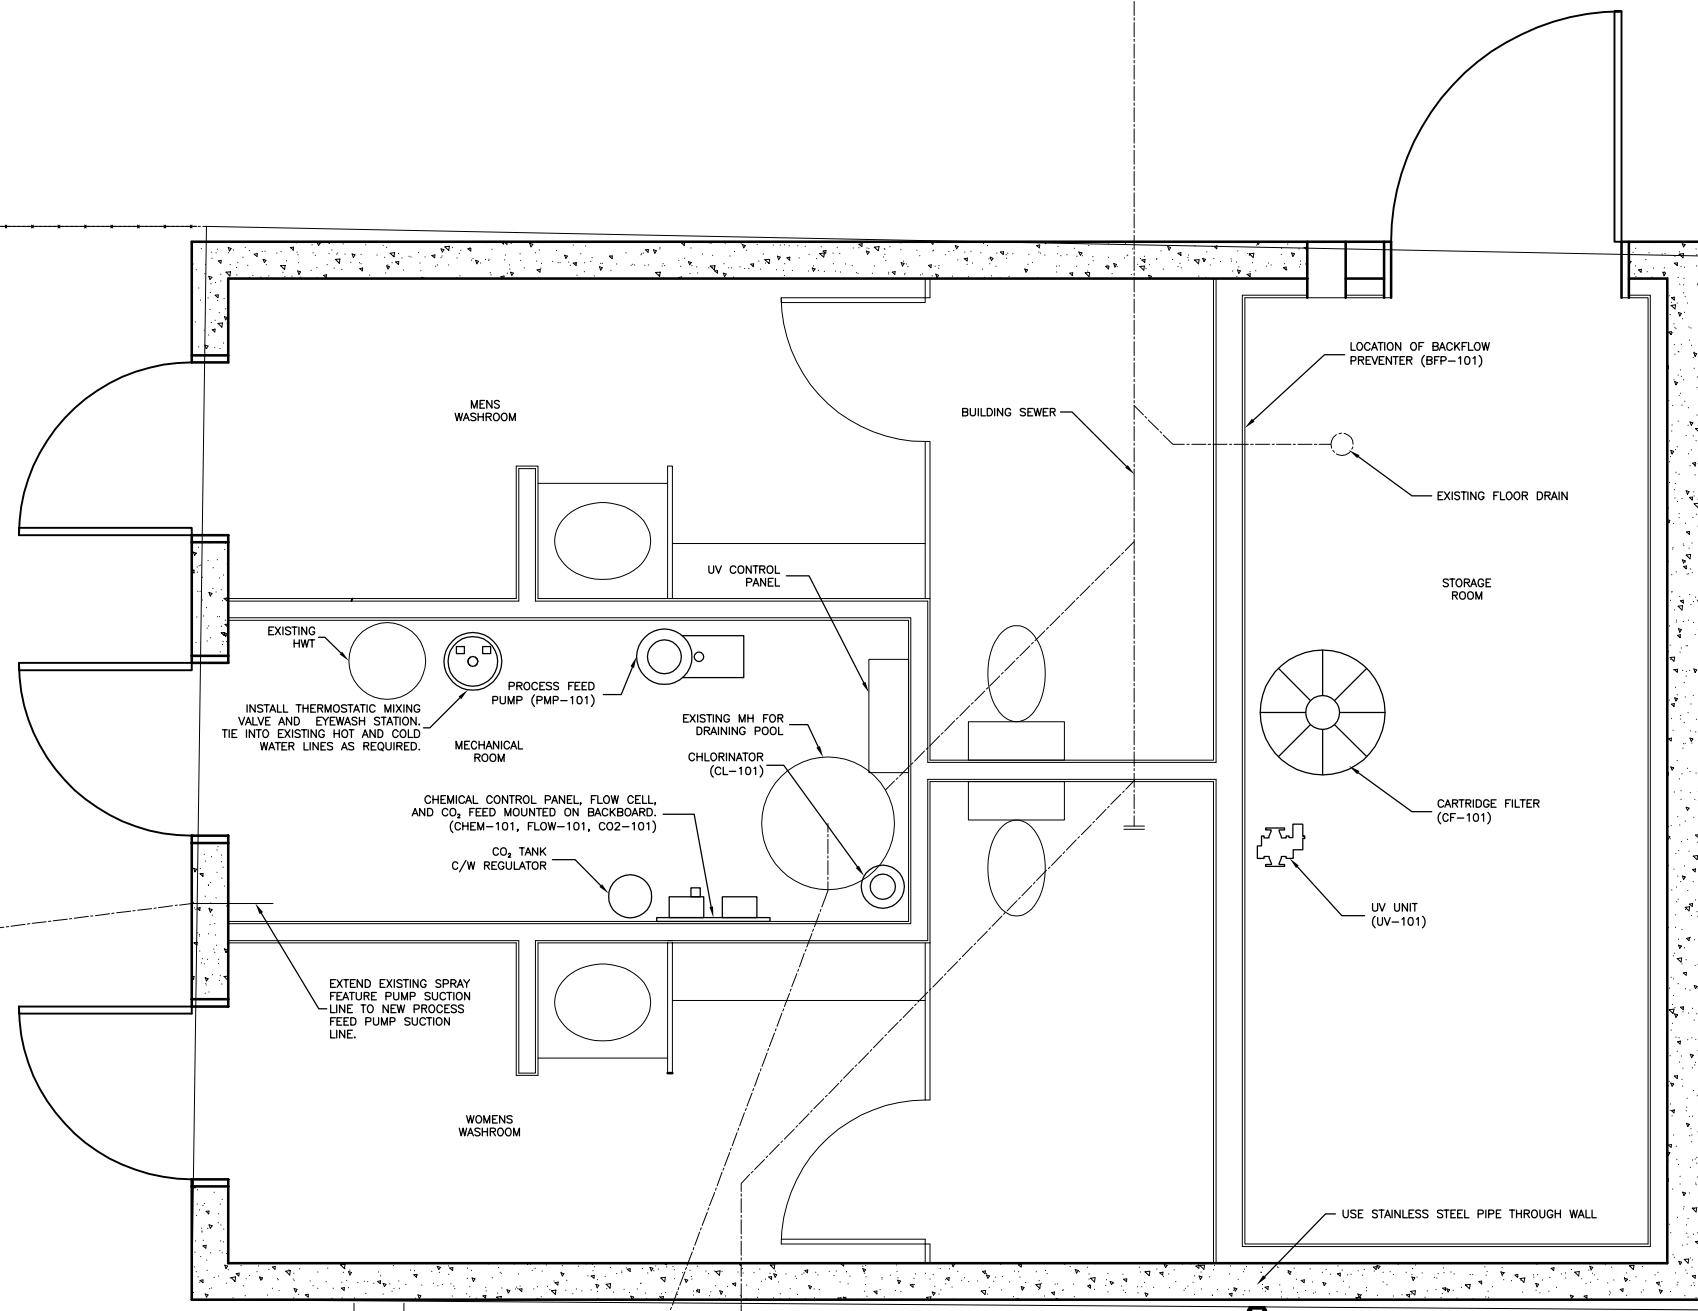 LOCATION OF BACKFLOW
PREVENTER (BFP-101)
MENS
WASHROOM
BUILDING SEWER
EXISTING FLOOR DRAIN
UV CONTROL
PANEL
STORAGE
ROOM
EXISTING
HWT
PROCESS FEED
PUMP (PMP-101)
INSTALL THERMOSTATIC MIXING
VALVE AND EYEWASH STATION.
TIE INTO EXISTING HOT AND COLD
WATER LINES AS REQUIRED.
EXISTING MH FOR
DRAINING POOL
MECHANICAL
ROOM
CHLORINATOR
(CL-101)
CHEMICAL CONTROL PANEL, FLOW CELL,
AND CO₂ FEED MOUNTED ON BACKBOARD.
(CHEM-101, FLOW-101, CO2-101)
CARTRIDGE FILTER
(CF-101)
CO₂ TANK
C/W REGULATOR
UV UNIT
(UV-101)
EXTEND EXISTING SPRAY
FEATURE PUMP SUCTION
LINE TO NEW PROCESS
FEED PUMP SUCTION
LINE.
WOMENS
WASHROOM
USE STAINLESS STEEL PIPE THROUGH WALL